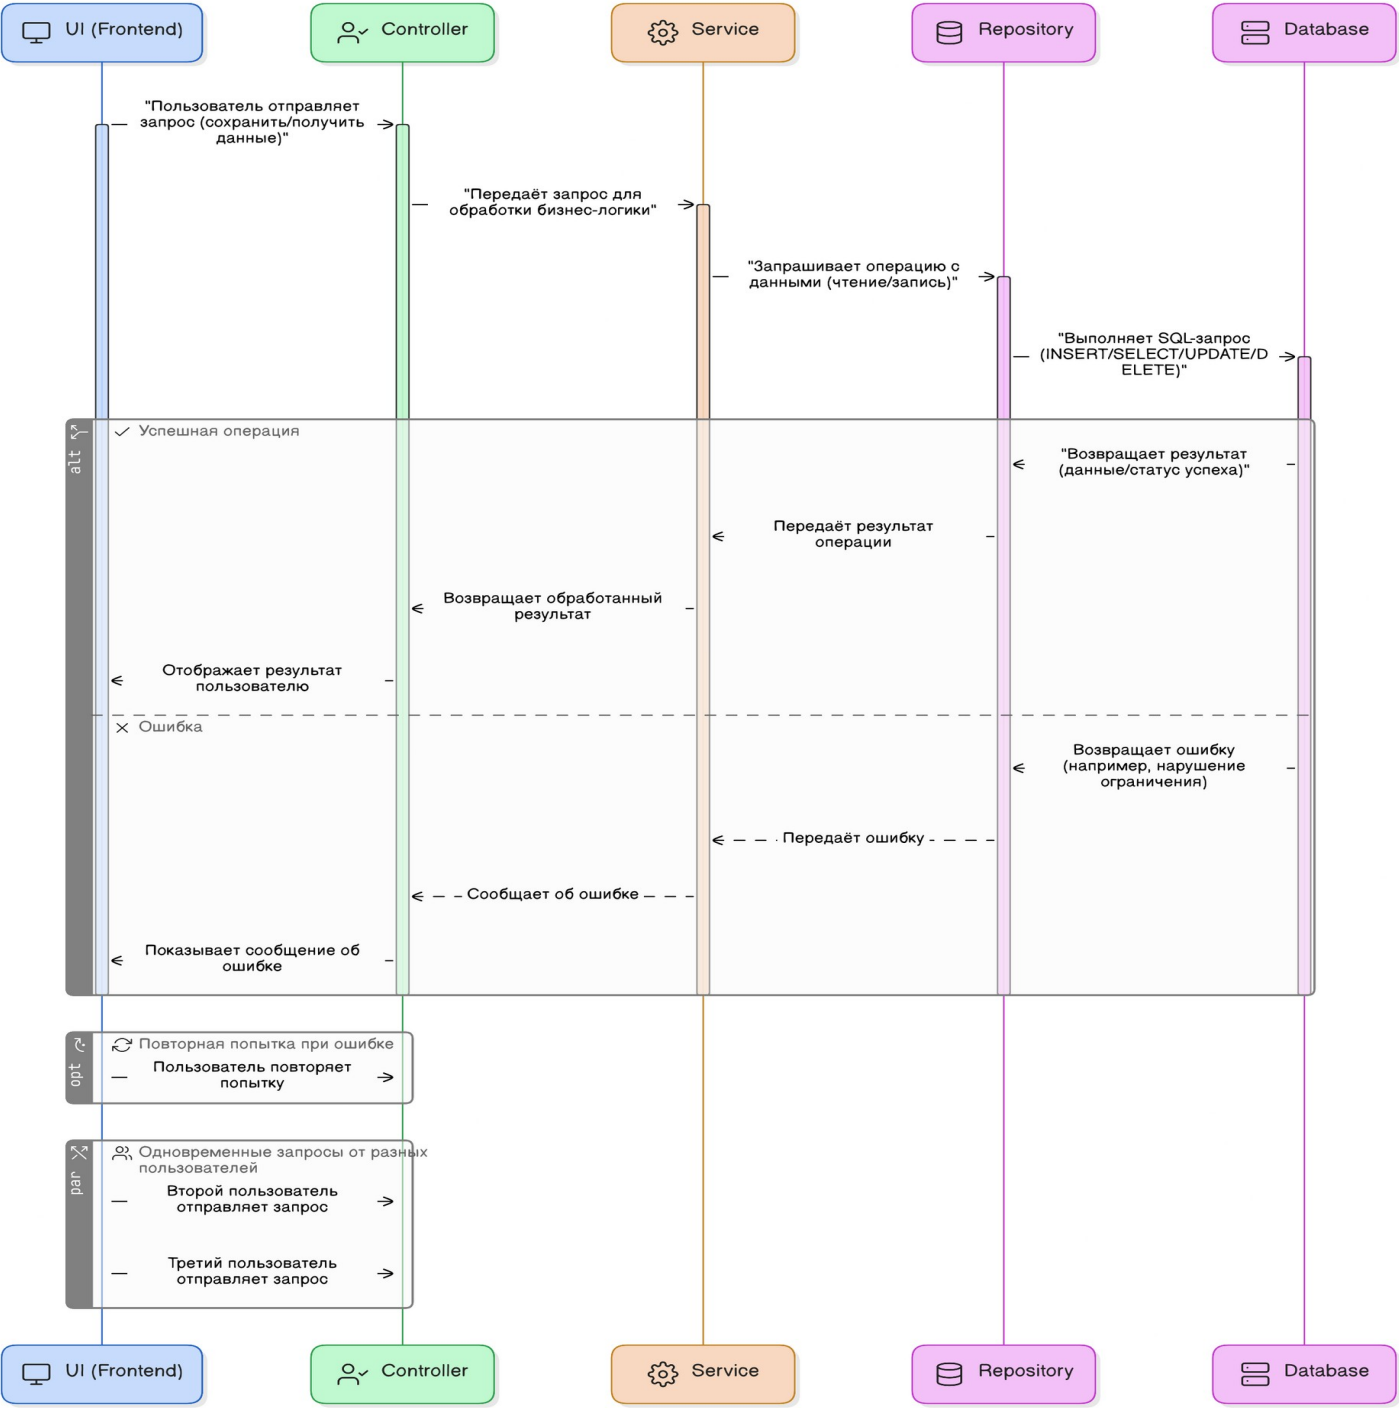 UI (Frontend)
Controller
Service
Repository
Database
"Пользователь отправляет
запрос (сохранить/получить
данные)"
"Передаёт запрос для
обработки бизнес-логики"
"Запрашивает операцию с
данными (чтение/запись)"
"Выполняет SQL-запрос
(INSERT/SELECT/UPDATE/D
ELETE)"
alt
Успешная операция
"Возвращает результат
(данные/статус успеха)"
Передаёт результат
операции
Возвращает обработанный
результат
Отображает результат
пользователю
Ошибка
Возвращает ошибку
(например, нарушение
ограничения)
Передаёт ошибку
Сообщает об ошибке
Показывает сообщение об
ошибке
opt
Повторная попытка при ошибке
Пользователь повторяет
попытку
par
Одновременные запросы от разных
пользователей
Второй пользователь
отправляет запрос
Третий пользователь
отправляет запрос
UI (Frontend)
Controller
Service
Repository
Database